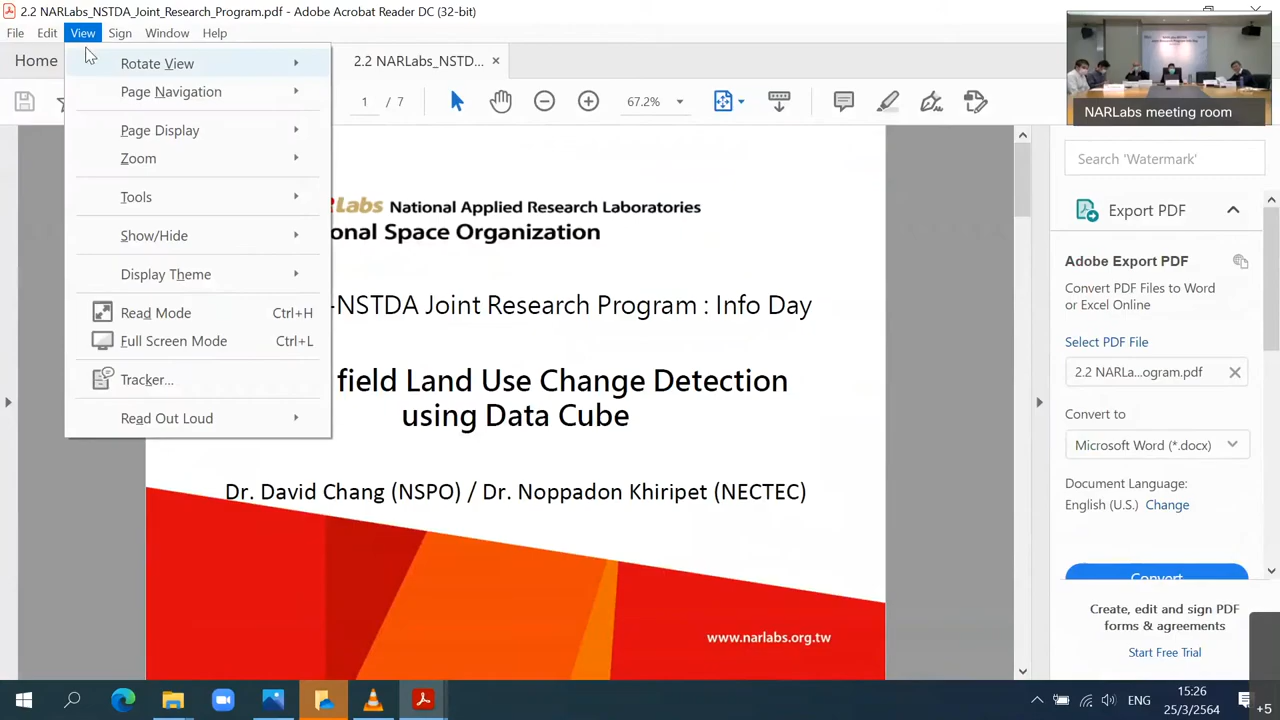 2.2 NARLabs_NSTDA_Joint_Research_Program.pdf - Adobe Acrobat Reader DC (32-bit)
File Edit View Sign Window Help
Home
2.2 NARLabs_NSTD...
1 / 7
67.2%
Rotate View
Page Navigation
Page Display
Zoom
Tools
Show/Hide
Display Theme
Read Mode Ctrl+H
Full Screen Mode Ctrl+L
Tracker...
Read Out Loud
Labs National Applied Research Laboratories
onal Space Organization
-NSTDA Joint Research Program : Info Day
field Land Use Change Detection
using Data Cube
Dr. David Chang (NSPO) / Dr. Noppadon Khiripet (NECTEC)
www.narlabs.org.tw
NARLabs meeting room
Search 'Watermark'
Export PDF
Adobe Export PDF
Convert PDF Files to Word
or Excel Online
Select PDF File
2.2 NARLa...ogram.pdf
Convert to
Microsoft Word (*.docx)
Document Language:
English (U.S.) Change
Convert
Create, edit and sign PDF
forms & agreements
Start Free Trial
ENG
15:26
25/3/2564
+5